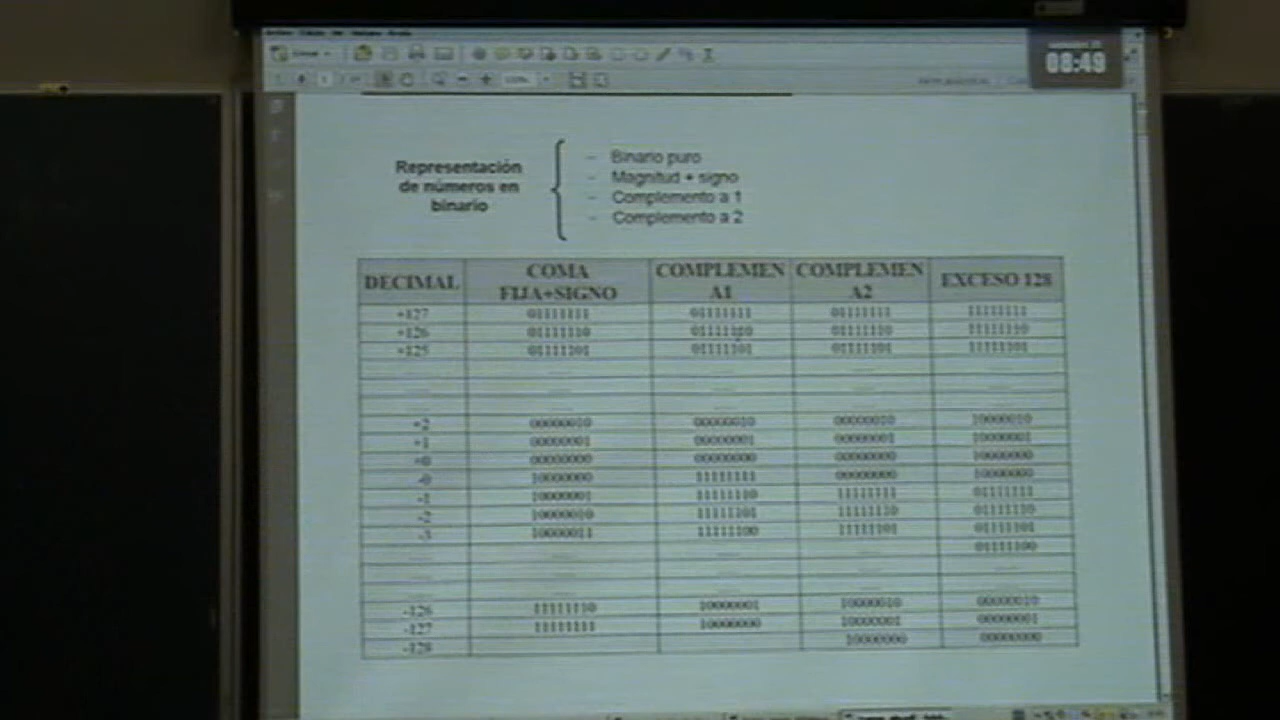 08:49
100%
Representación
de números en
binario
- Binario puro
- Magnitud + signo
- Complemento a 1
- Complemento a 2
DECIMAL COMA FIJA+SIGNO COMPLEMEN A1 COMPLEMEN A2 EXCESO 128
+127 01111111 01111111 01111111 11111111
+126 01111110 01111110 01111110 11111110
+125 01111101 01111101 01111101 11111101
+2 00000010 00000010 00000010 10000010
+1 00000001 00000001 00000001 10000001
+0 00000000 00000000 00000000 10000000
-0 10000000 11111111 00000000 10000000
-1 10000001 11111110 11111111 01111111
-2 10000010 11111101 11111110 01111110
-3 10000011 11111100 11111101 01111101
01111100
-126 11111110 10000001 10000010 00000010
-127 11111111 10000000 10000001 00000001
-128 10000000 00000000